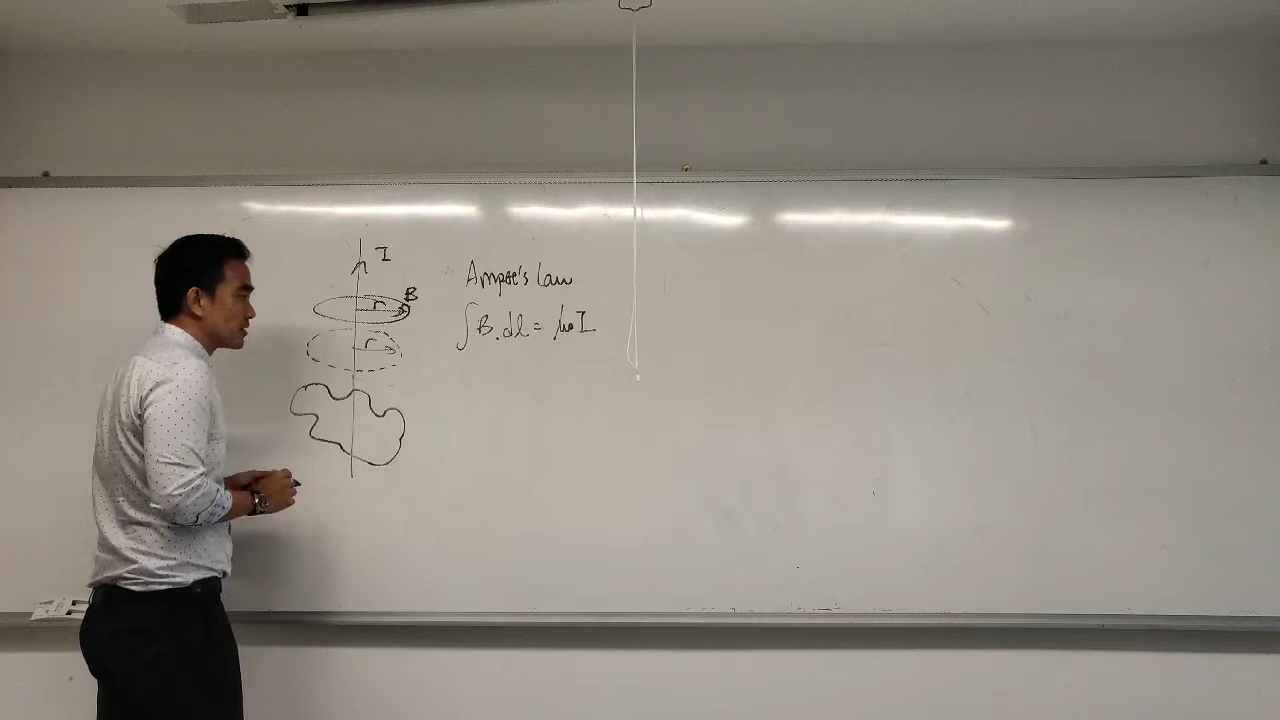 I
B
r
r
Ampere's law
∫B.dl = μ₀I